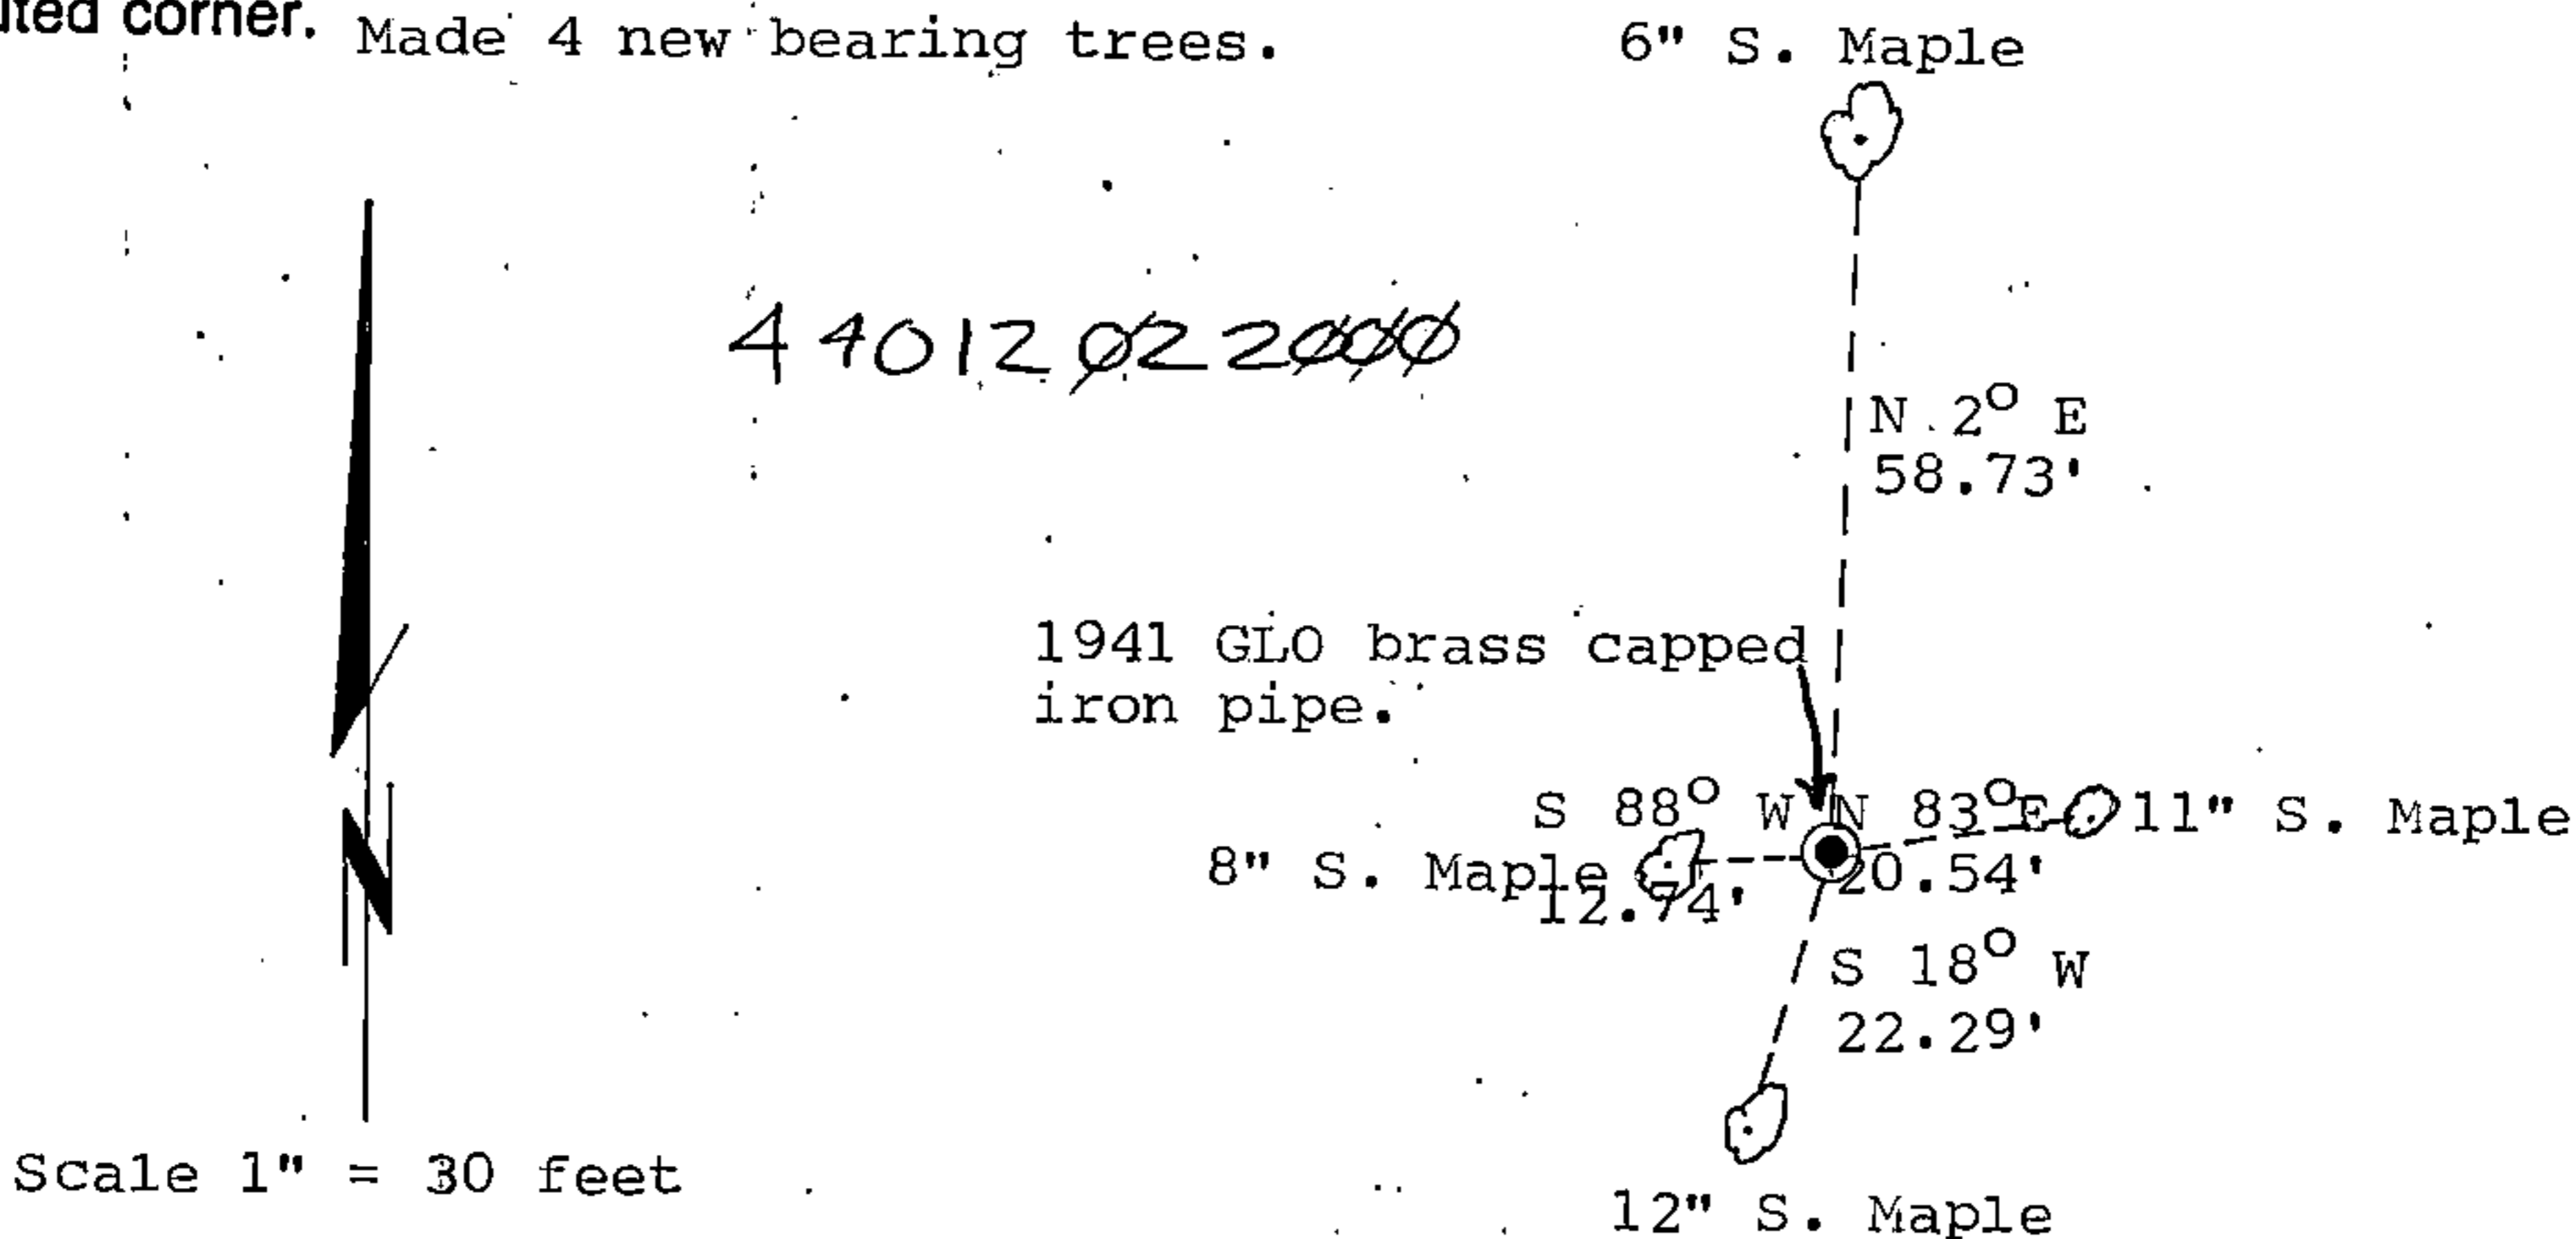 corner. Made 4 new bearing trees.
6" S. Maple
44012022000
N 2° E
58.73'
1941 GLO brass capped
iron pipe.
S 88° W N 83° E 11" S. Maple
8" S. Maple 20.54'
12.74'
S 18° W
22.29'
N
Scale 1" = 30 feet
12" S. Maple